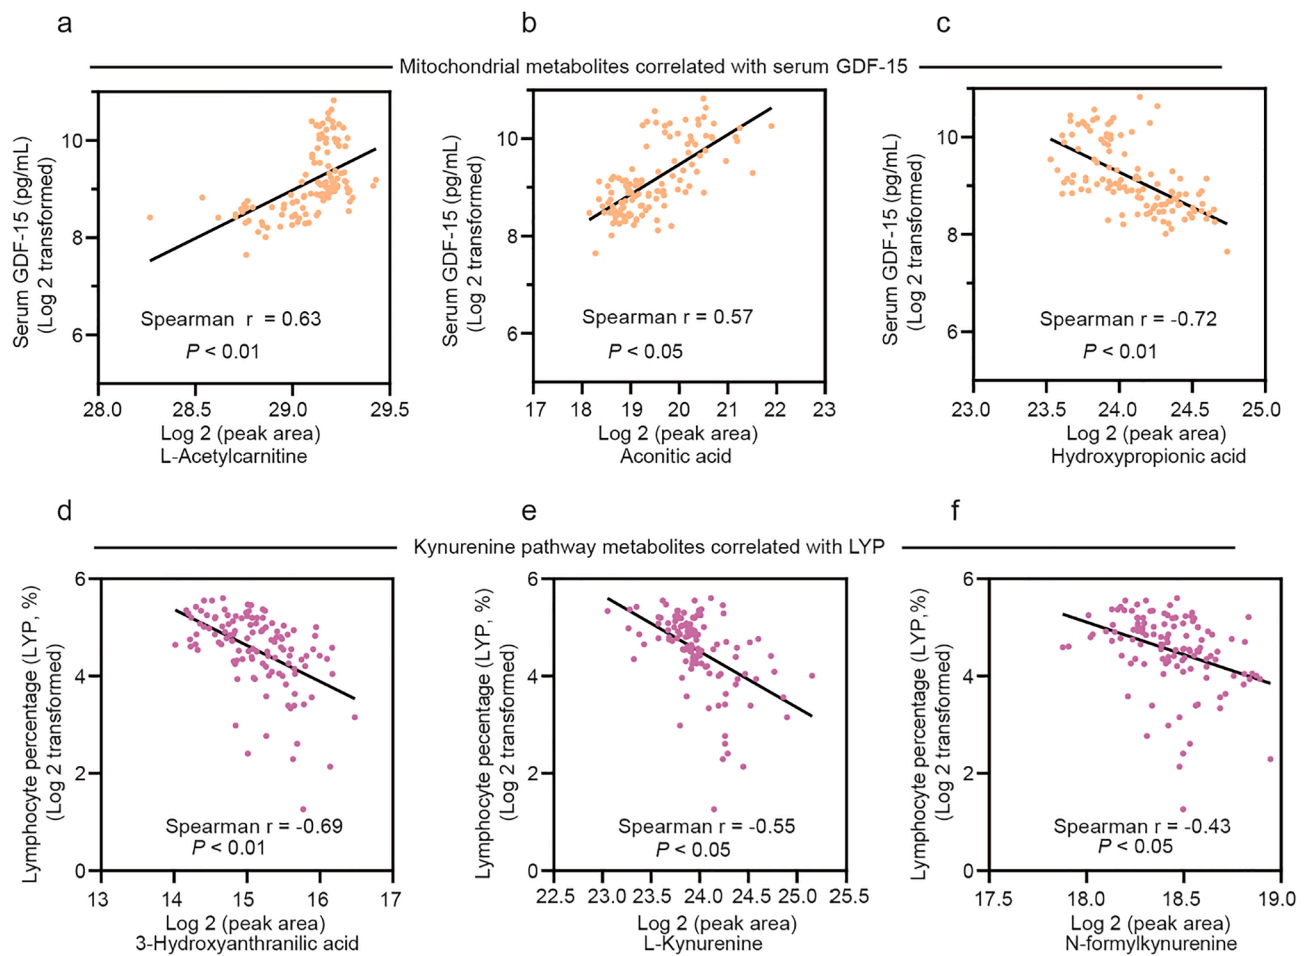 a
b
c
Mitochondrial metabolites correlated with serum GDF-15
Serum GDF-15 (pg/mL)
(Log 2 transformed)
10
8
6
28.0 28.5 29.0 29.5
Spearman r = 0.63
P < 0.01
Log 2 (peak area)
L-Acetylcarnitine
Serum GDF-15 (pg/mL)
(Log 2 transformed)
10
8
6
17 18 19 20 21 22 23
Spearman r = 0.57
P < 0.05
Log 2 (peak area)
Aconitic acid
Serum GDF-15 (pg/mL)
(Log 2 transformed)
10
8
6
23.0 23.5 24.0 24.5 25.0
Spearman r = -0.72
P < 0.01
Log 2 (peak area)
Hydroxypropionic acid
d
e
f
Kynurenine pathway metabolites correlated with LYP
Lymphocyte percentage (LYP, %)
(Log 2 transformed)
6
4
2
0
13 14 15 16 17
Spearman r = -0.69
P < 0.01
Log 2 (peak area)
3-Hydroxyanthranilic acid
Lymphocyte pecentage (LYP, %)
(Log 2 transformed)
6
4
2
0
22.5 23.0 23.5 24.0 24.5 25.0 25.5
Spearman r = -0.55
P < 0.05
Log 2 (peak area)
L-Kynurenine
Lymphocyte percentage (LYP, %)
(Log 2 transformed)
6
4
2
0
17.5 18.0 18.5 19.0
Spearman r = -0.43
P < 0.05
Log 2 (peak area)
N-formylkynurenine